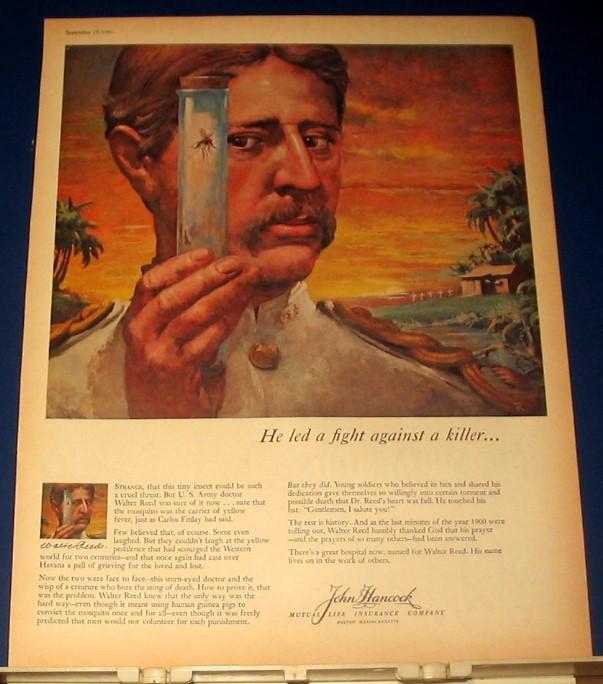 He led a fight against a killer...
STRANGE, that this tiny insect could be such
a cruel threat. But U. S. Army doctor
Walter Reed was sure of it now . . . sure that
the mosquito was the carrier of yellow
fever, just as Carlos Finlay had said.
Few believed that, of course. Some even
laughed. But they couldn't laugh at the yellow
pestilence that had scourged the Western
world for two centuries—and that once again had cast over
Havana a pall of grieving for the loved and lost.
Walter Reed.
Now the two were face to face—this stern-eyed doctor and the
wisp of a creature who bore the sting of death. How to prove it, that
was the problem. Walter Reed knew that the only way was the
hard way—even though it meant using human guinea pigs to
convict the mosquito once and for all—even though it was freely
predicted that men would not volunteer for such punishment.
But they did. Young soldiers who believed in him and shared his
dedication gave themselves so willingly into certain torment and
possible death that Dr. Reed's heart was full. He touched his
hat: "Gentlemen, I salute you!"
The rest is history. And as the last minutes of the year 1900 were
tolling out, Walter Reed humbly thanked God that his prayer
—and the prayers of so many others—had been answered.
There's a great hospital now, named for Walter Reed. His name
lives on in the work of others.
John Hancock
MUTUAL LIFE INSURANCE COMPANY
BOSTON, MASSACHUSETTS